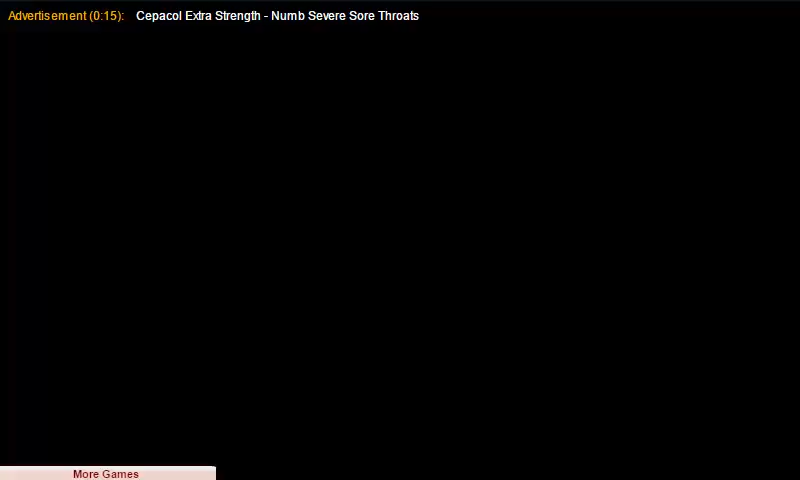 Advertisement (0:15): Cepacol Extra Strength - Numb Severe Sore Throats
More Games